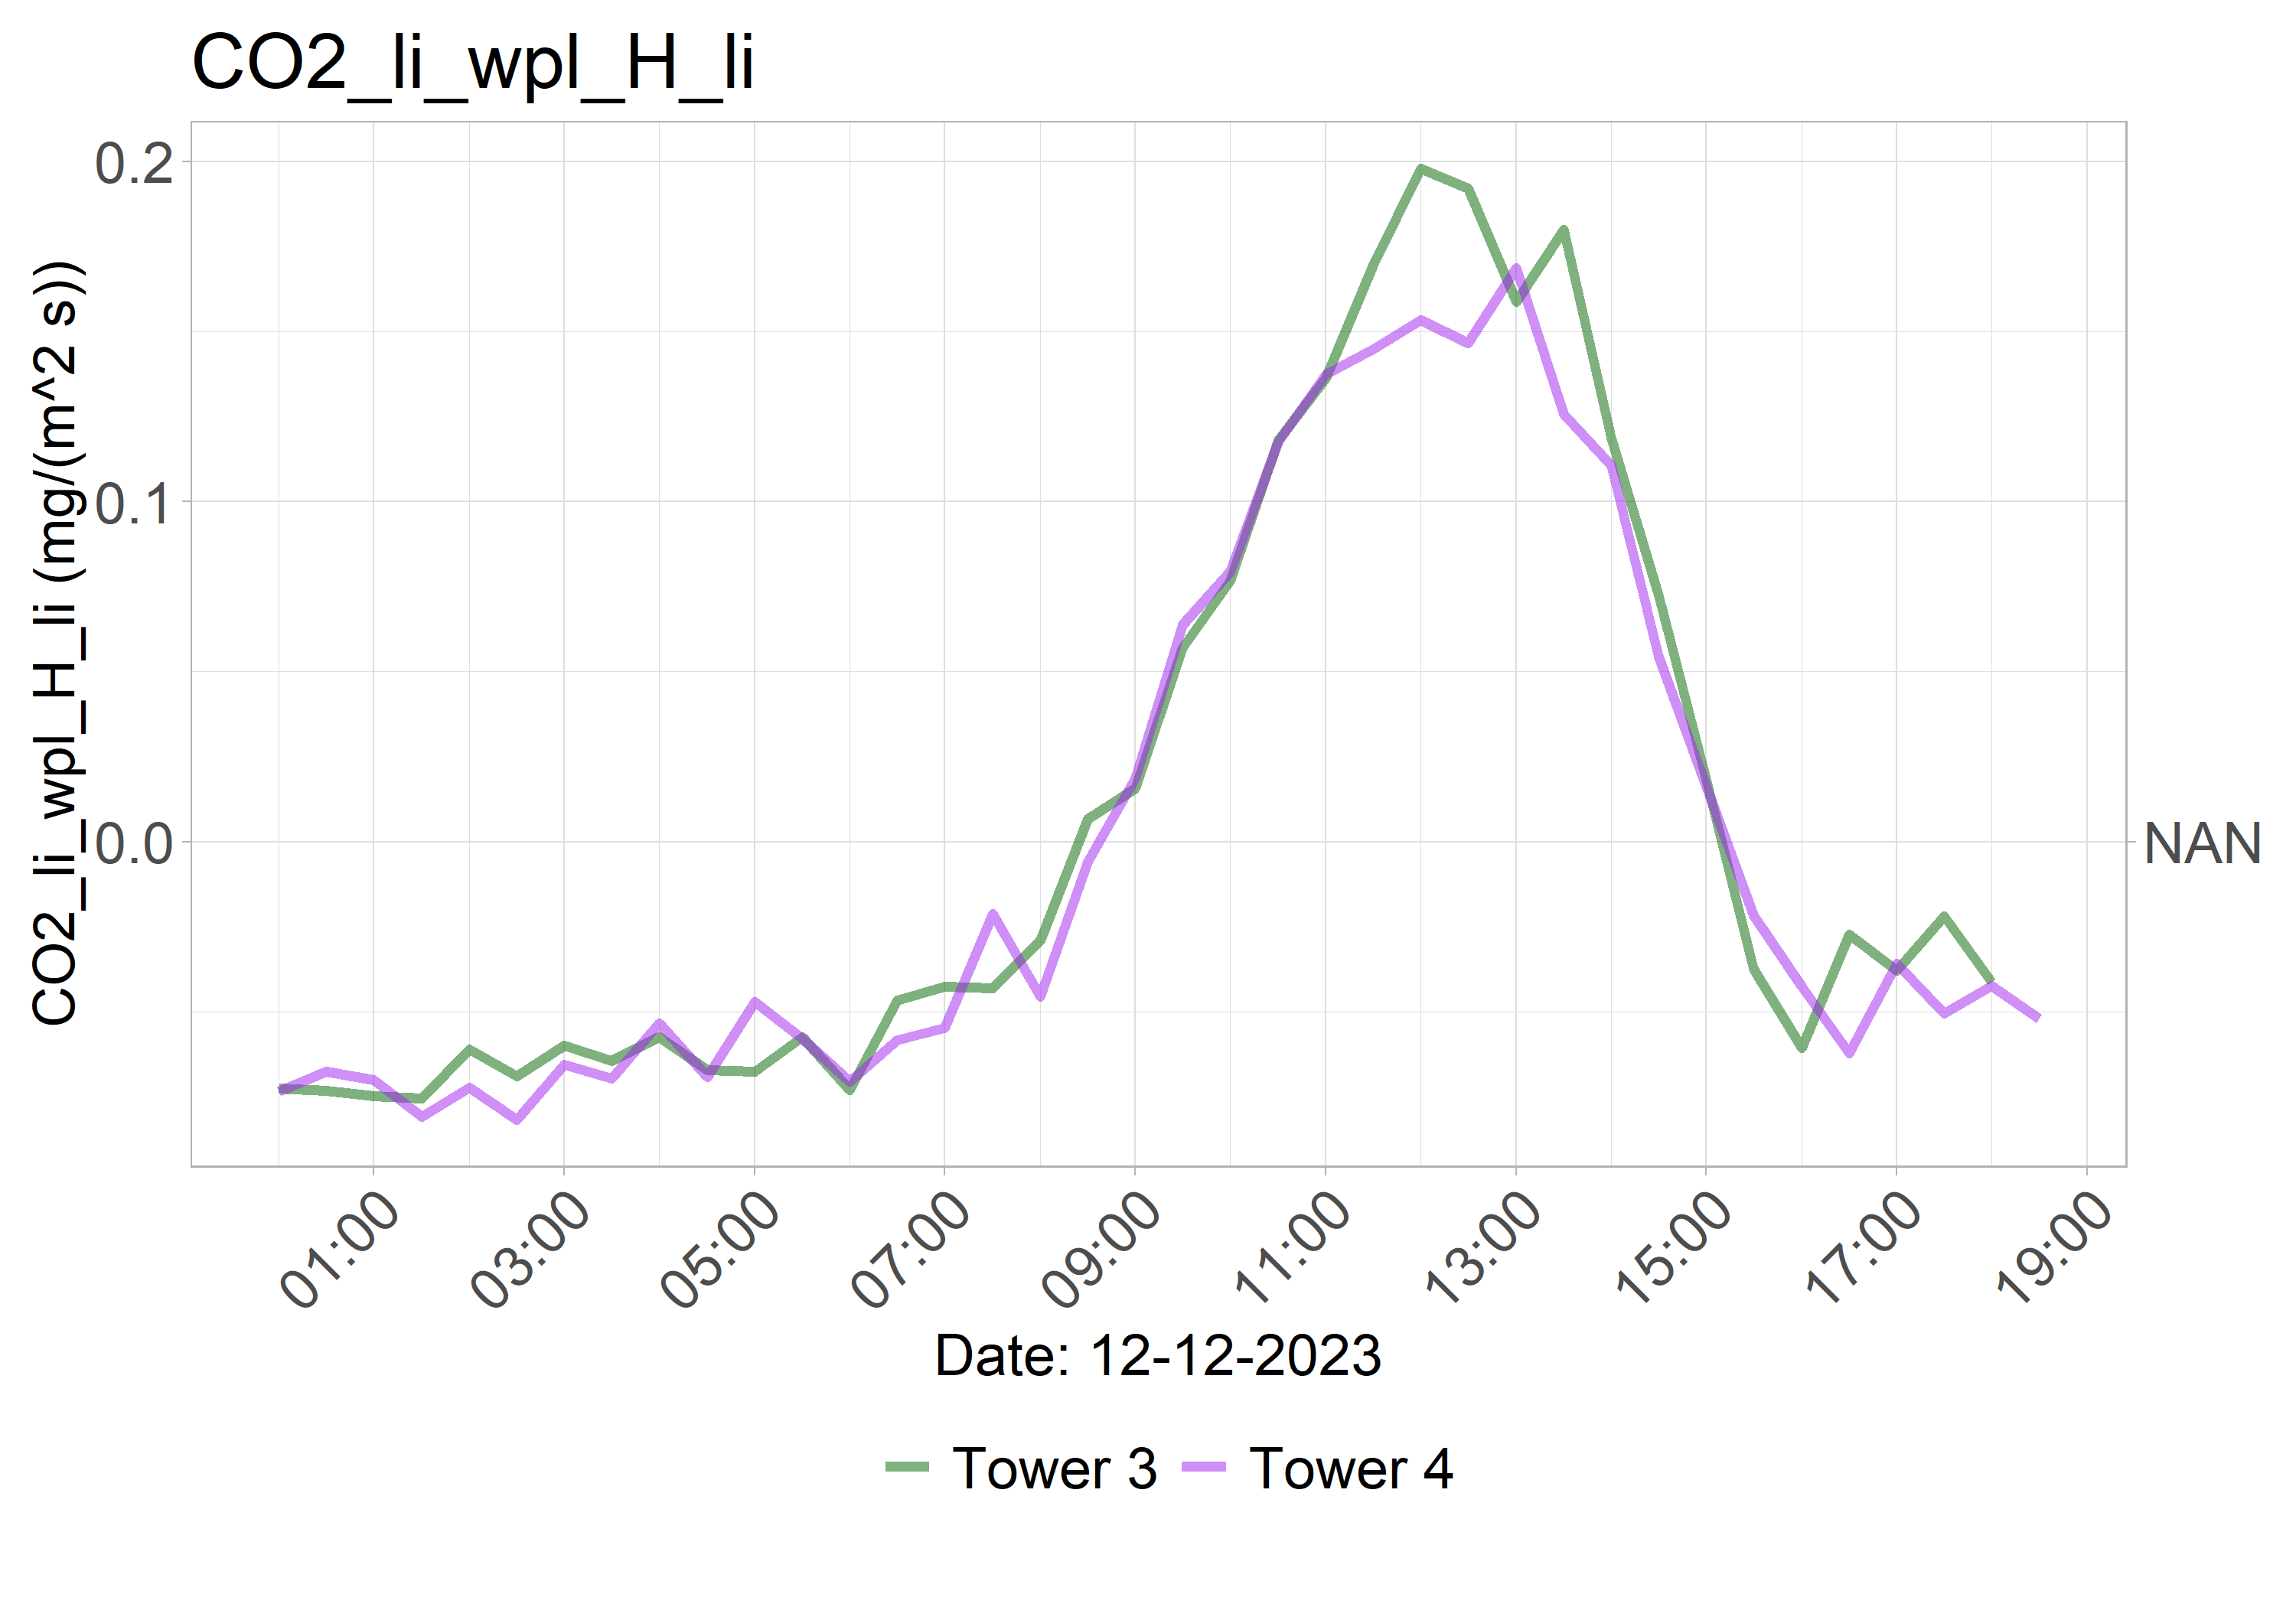 CO2_li_wpl_H_li
CO2_li_wpl_H_li (mg/(m^2 s))
0.2
0.1
0.0
NAN
01:00
03:00
05:00
07:00
09:00
11:00
13:00
15:00
17:00
19:00
Date: 12-12-2023
Tower 3
Tower 4